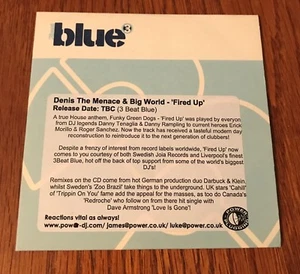 blue3
Denis The Menace & Big World - 'Fired Up'
Release Date: TBC (3 Beat Blue)
A true House anthem, Funky Green Dogs - 'Fired Up' was played by everyone
from DJ legends Danny Tenaglia & Danny Rampling to current heroes Erick
Morillo & Roger Sanchez. Now the track has received a tasteful modern day
reconstruction to reintroduce it to the next generation of clubbers!
Despite a frenzy of interest from record labels worldwide, 'Fired Up' now
comes to you courtesy of both Swedish Joia Records and Liverpool's finest
3Beat Blue, hot off the back of top support from some of the world's biggest
DJ's!
Remixes on the CD come from hot German production duo Darbuck & Klein,
whilst Sweden's 'Zoo Brazil' take things to the underground. UK stars 'Cahill'
of 'Trippin On You' fame add the appeal for the masses, as too do Canada's
'Redroche' who follow on from there till hit single with
Dave Armstrong 'Love Is Gone'!
Reactions vital as always!
www.power-dj.com/ james@power.co.uk/ luke@power.co.uk